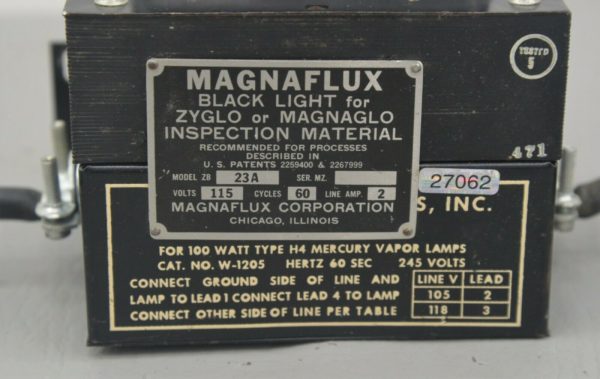 TESTED
5
MAGNAFLUX
BLACK LIGHT for
ZYGLO or MAGNAGLO
INSPECTION MATERIAL
RECOMMENDED FOR PROCESSES
DESCRIBED IN
U. S. PATENTS 2259400 & 2267999
471
MODEL ZB 23A SER. MZ.
27062
VOLTS 115 CYCLES 60 LINE AMP. 2
MAGNAFLUX CORPORATION
CHICAGO, ILLINOIS
S, INC.
FOR 100 WATT TYPE H4 MERCURY VAPOR LAMPS
CAT. NO. W-1205 HERTZ 60 SEC 245 VOLTS
CONNECT GROUND SIDE OF LINE AND
LAMP TO LEAD 1 CONNECT LEAD 4 TO LAMP
CONNECT OTHER SIDE OF LINE PER TABLE
LINE V LEAD
105 2
118 3